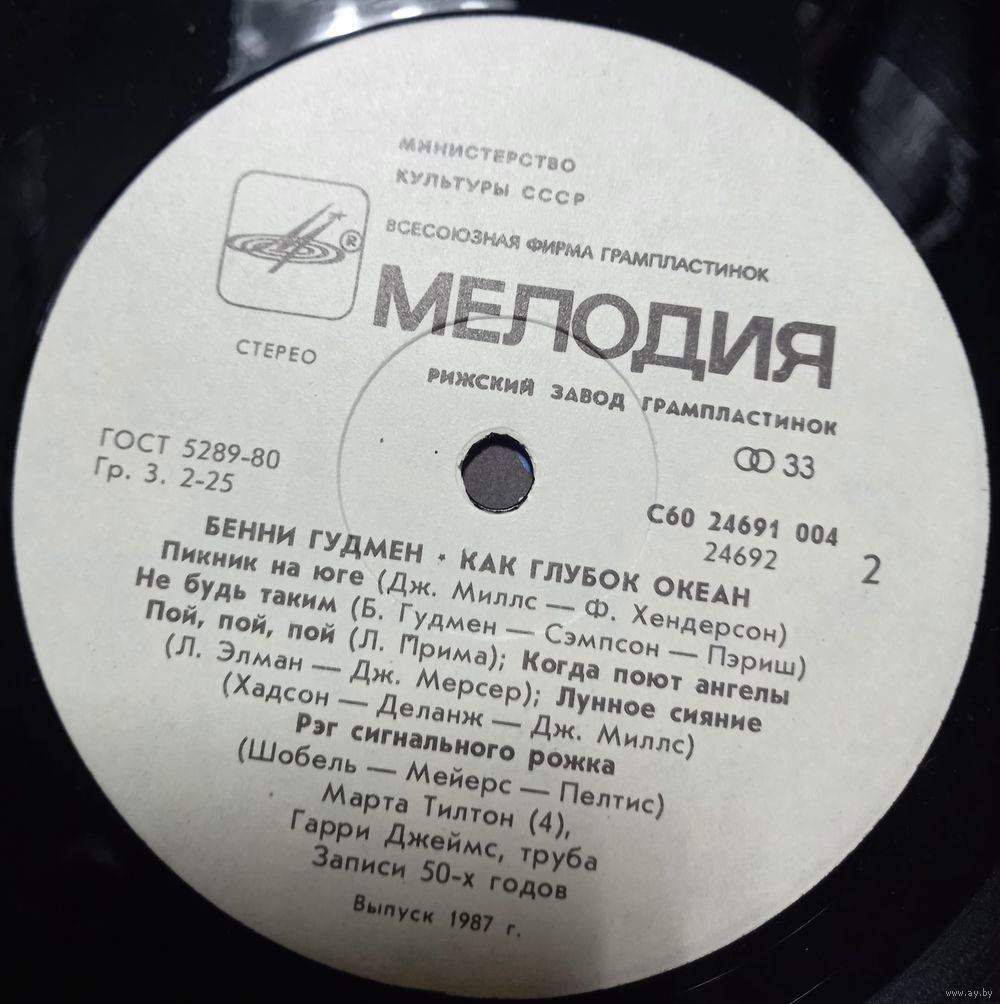 МИНИСТЕРСТВО
КУЛЬТУРЫ СССР
ВСЕСОЮЗНАЯ ФИРМА ГРАМПЛАСТИНОК
®
МЕЛОДИЯ
СТЕРЕО
РИЖСКИЙ ЗАВОД ГРАМПЛАСТИНОК
ГОСТ 5289-80
Гр. 3. 2-25
33
С60 24691 004
24692
2
БЕННИ ГУДМЕН • КАК ГЛУБОК ОКЕАН
Пикник на юге (Дж. Миллс — Ф. Хендерсон)
Не будь таким (Б. Гудмен — Сэмпсон — Пэриш)
Пой, пой, пой (Л. Прима); Когда поют ангелы
(Л. Элман — Дж. Мерсер); Лунное сияние
(Хадсон — Деланж — Дж. Миллс)
Рэг сигнального рожка
(Шобель — Мейерс — Пелтис)
Марта Тилтон (4),
Гарри Джеймс, труба
Записи 50-х годов
Выпуск 1987 г.
www.ay.by